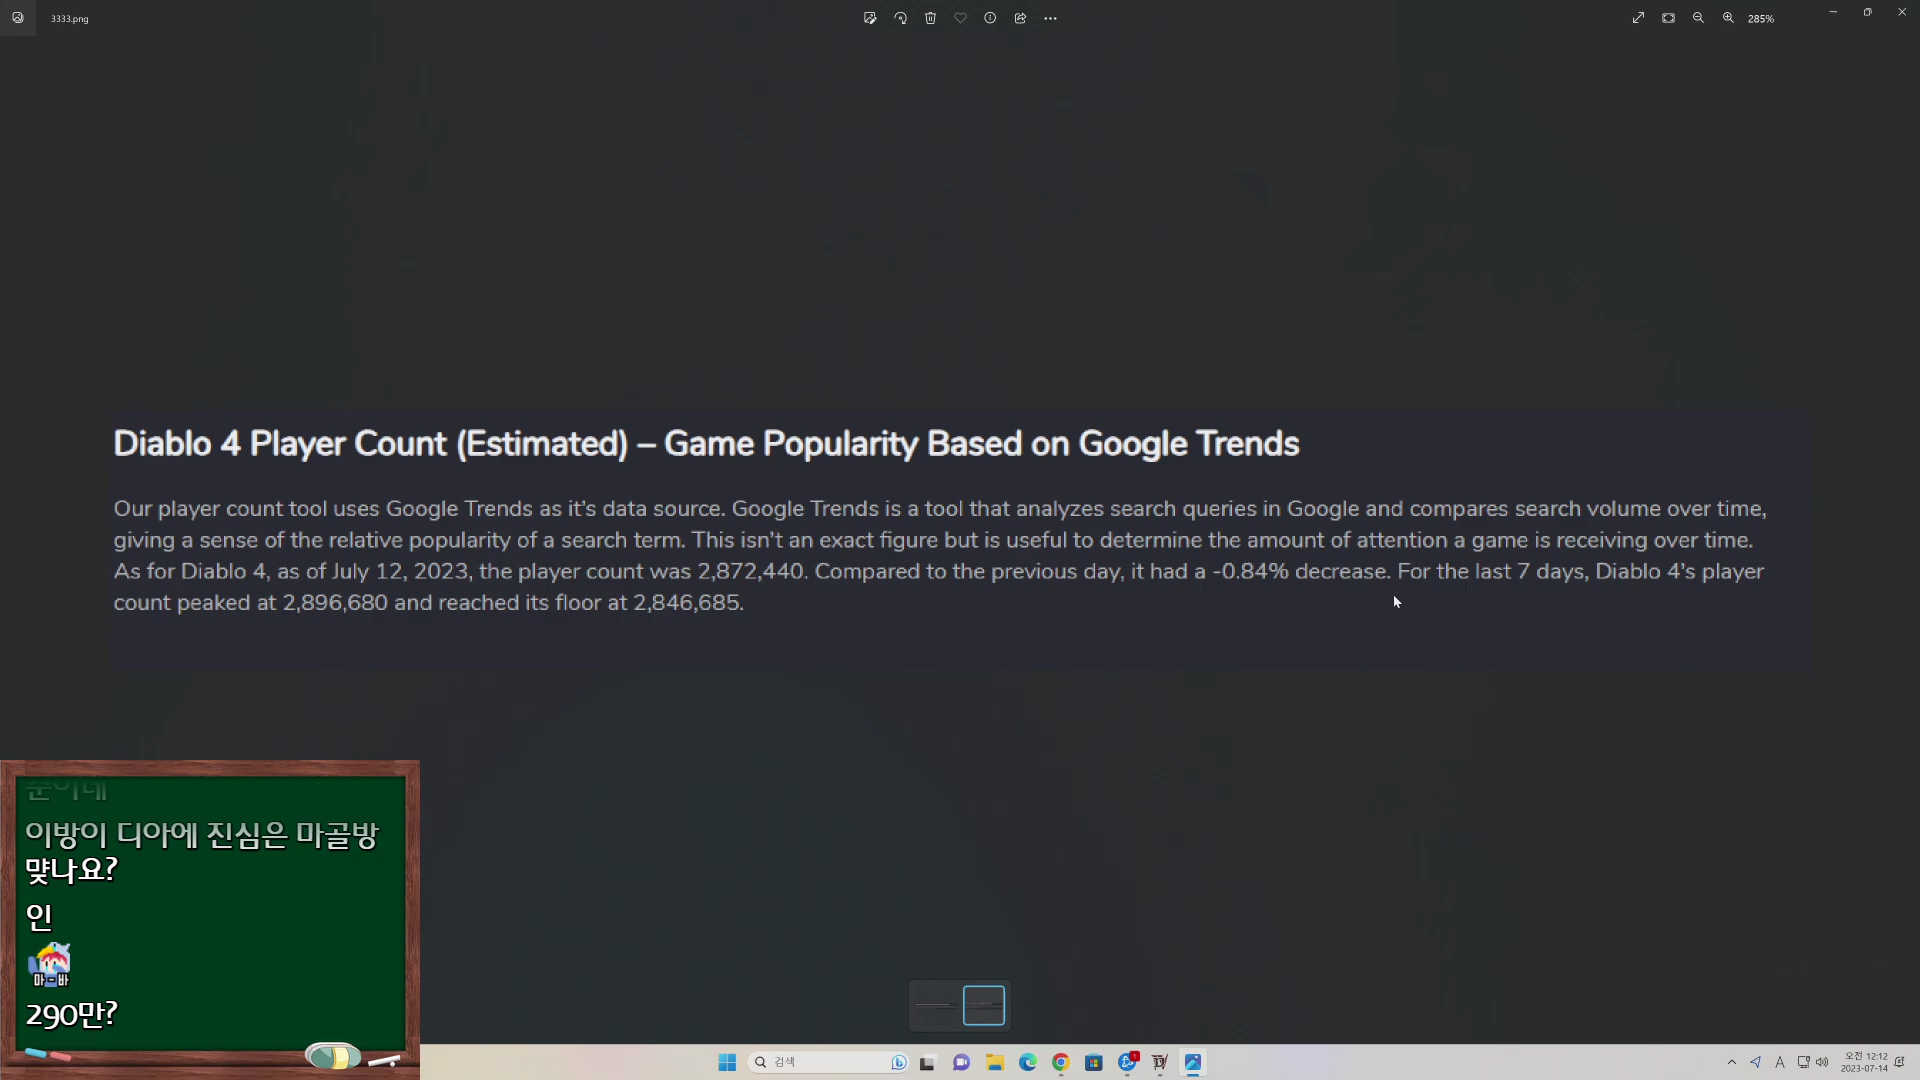 3333.png
285%
Diablo 4 Player Count (Estimated) – Game Popularity Based on Google Trends
Our player count tool uses Google Trends as it's data source. Google Trends is a tool that analyzes search queries in Google and compares search volume over time,
giving a sense of the relative popularity of a search term. This isn't an exact figure but is useful to determine the amount of attention a game is receiving over time.
As for Diablo 4, as of July 12, 2023, the player count was 2,872,440. Compared to the previous day, it had a -0.84% decrease. For the last 7 days, Diablo 4's player
count peaked at 2,896,680 and reached its floor at 2,846,685.
이방이 디아에 진심은 마골방
맟나요?
인
290만?
검색
A
오전 12:12
2023-07-14